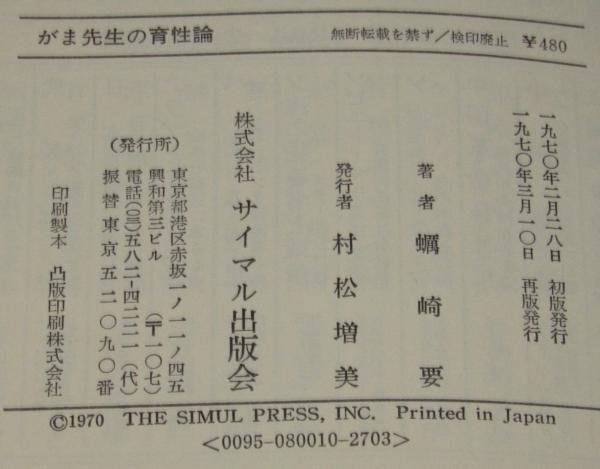 がま先生の育性論
無断転載を禁ず/検印廃止 ¥480
一九七〇年二月二八日 初版発行
一九七〇年三月一〇日 再版発行
著者 蠣崎要
発行者 村松増美
株式会社 サイマル出版会
(発行所)
東京都港区赤坂一ノ一一ノ四五
興和第三ビル (〒一〇七)
電話(〇三)五八二-四二二一(代)
振替東京五二〇九〇番
印刷製本 凸版印刷株式会社
©1970 THE SIMUL PRESS, INC. Printed in Japan
<0095-080010-2703>